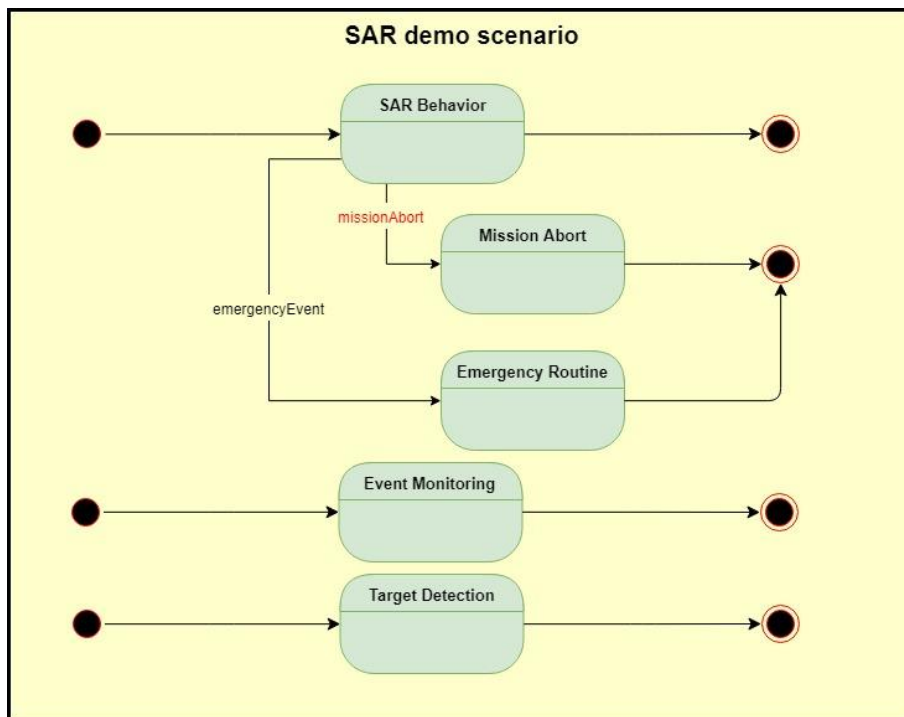 SAR demo scenario
SAR Behavior
missionAbort
Mission Abort
emergencyEvent
Emergency Routine
Event Monitoring
Target Detection